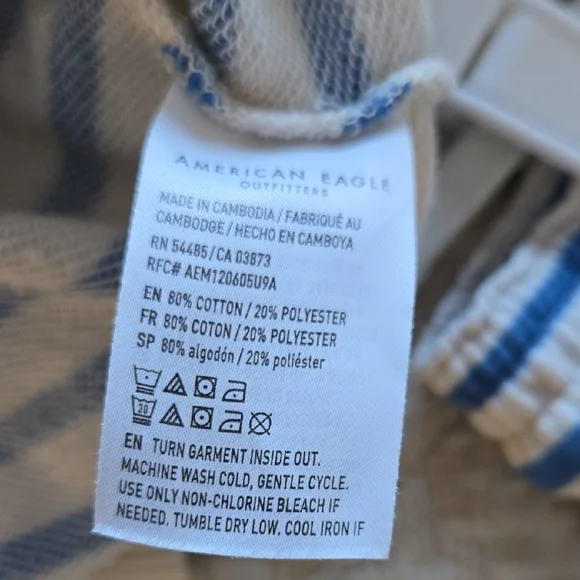 AMERICAN EAGLE
OUTFITTERS
MADE IN CAMBODIA / FABRIQUÉ AU
CAMBODGE / HECHO EN CAMBOYA
RN 54485/CA 03873
RFC# AEM120605U9A
EN 80% COTTON / 20% POLYESTER
FR 80% COTON / 20% POLYESTER
SP 80% algodón / 20% poliéster
30
EN TURN GARMENT INSIDE OUT.
MACHINE WASH COLD, GENTLE CYCLE.
USE ONLY NON-CHLORINE BLEACH IF
NEEDED. TUMBLE DRY LOW. COOL IRON IF